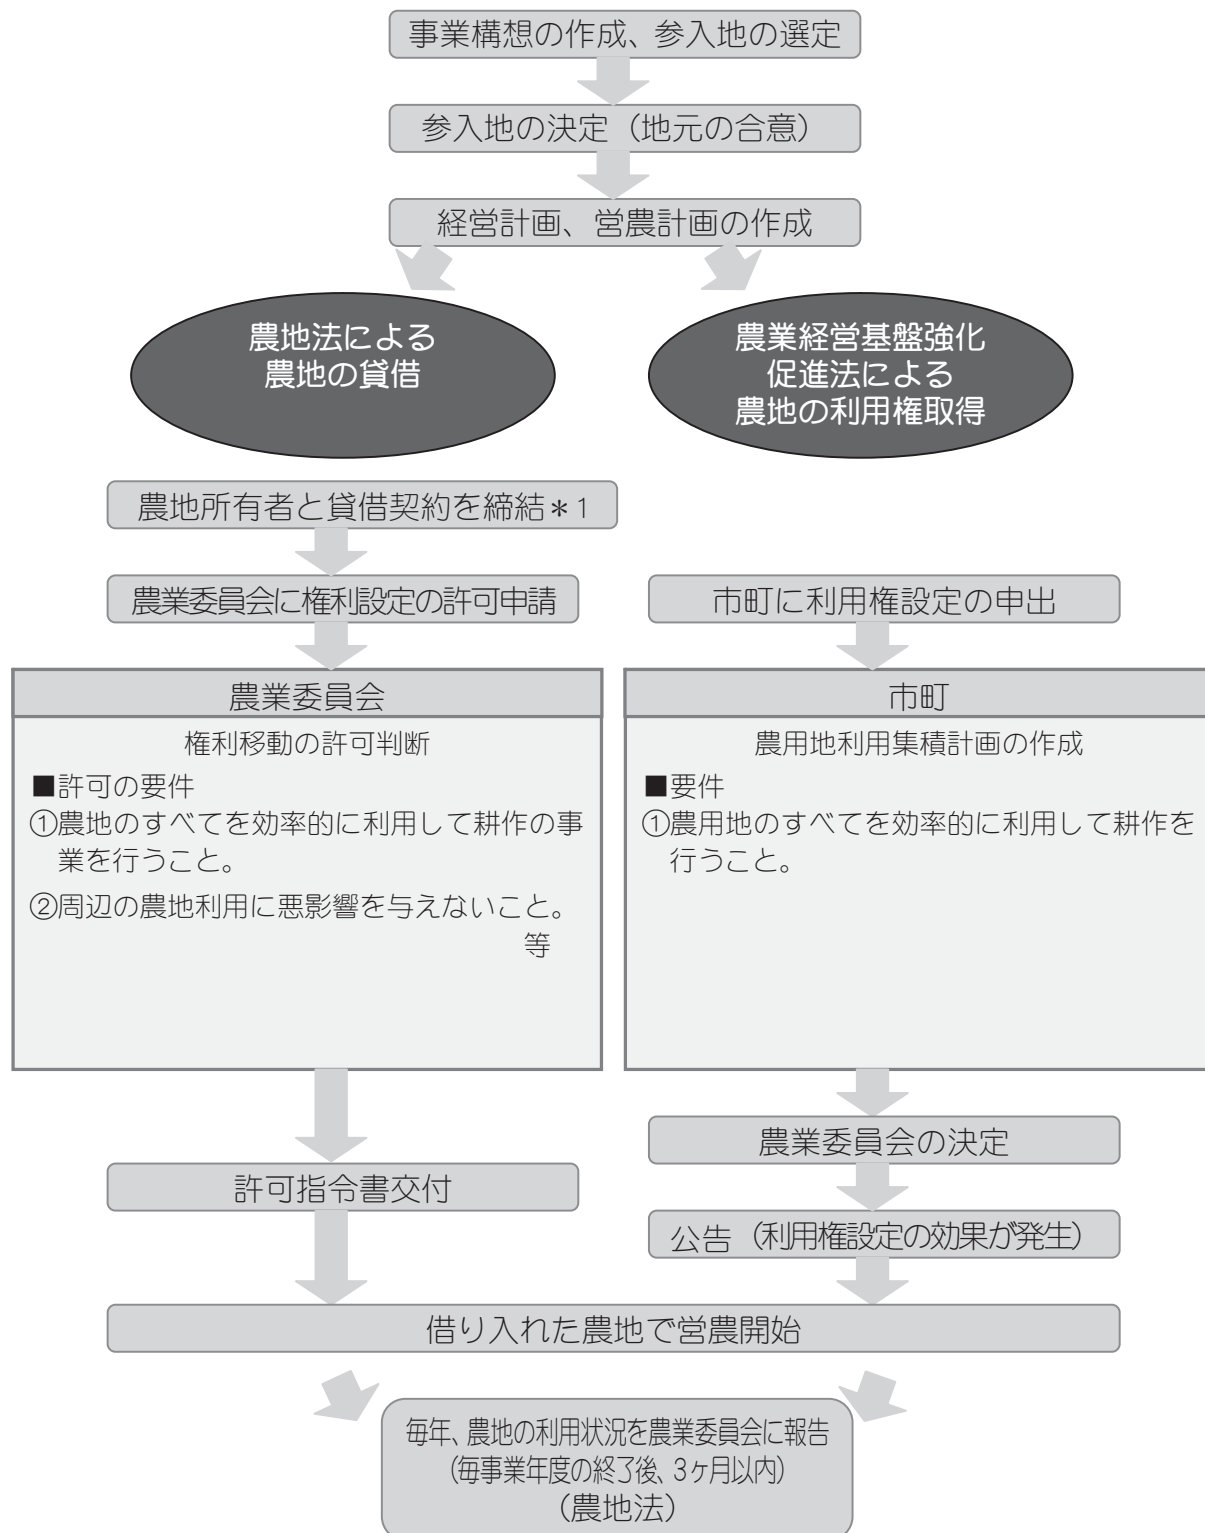 事業構想の作成、参入地の選定
参入地の決定（地元の合意）
経営計画、営農計画の作成
農地法による
農地の貸借
農業経営基盤強化
促進法による
農地の利用権取得
農地所有者と貸借契約を締結＊1
農業委員会に権利設定の許可申請
市町に利用権設定の申出
農業委員会
権利移動の許可判断
■許可の要件
①農地のすべてを効率的に利用して耕作の事
業を行うこと。
②周辺の農地利用に悪影響を与えないこと。
等
市町
農用地利用集積計画の作成
■要件
①農用地のすべてを効率的に利用して耕作を
行うこと。
農業委員会の決定
許可指令書交付
公告（利用権設定の効果が発生）
借り入れた農地で営農開始
毎年、農地の利用状況を農業委員会に報告
（毎事業年度の終了後、3ヶ月以内）
（農地法）